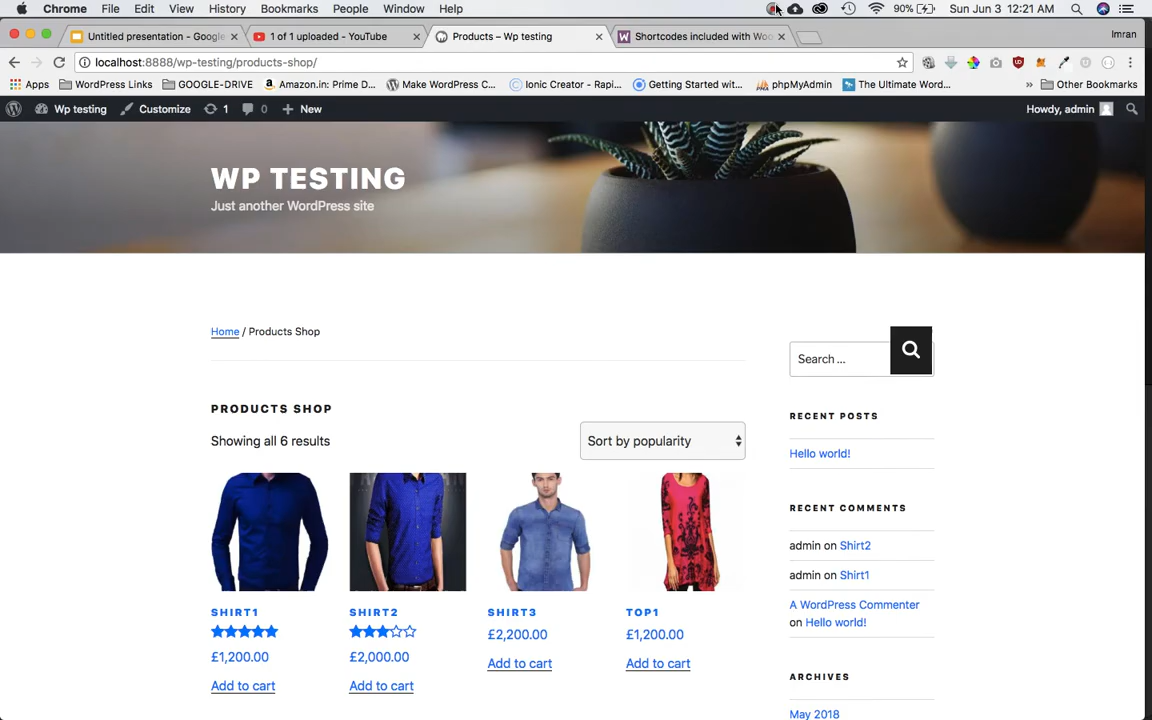 Chrome File Edit View History Bookmarks People Window Help 90% Sun Jun 3 12:21 AM
Untitled presentation - Google 1 of 1 uploaded - YouTube Products – Wp testing Shortcodes included with Woo Imran
localhost:8888/wp-testing/products-shop/
Apps WordPress Links GOOGLE-DRIVE Amazon.in: Prime D... Make WordPress C... Ionic Creator - Rapi... Getting Started wit... phpMyAdmin The Ultimate Wor... » Other Bookmarks
Wp testing Customize 1 0 New Howdy, admin
WP TESTING
Just another WordPress site
Home / Products Shop
Search ...
PRODUCTS SHOP
Showing all 6 results
Sort by popularity
SHIRT1
£1,200.00
Add to cart
SHIRT2
£2,000.00
Add to cart
SHIRT3
£2,200.00
Add to cart
TOP1
£1,200.00
Add to cart
RECENT POSTS
Hello world!
RECENT COMMENTS
admin on Shirt2
admin on Shirt1
A WordPress Commenter
on Hello world!
ARCHIVES
May 2018